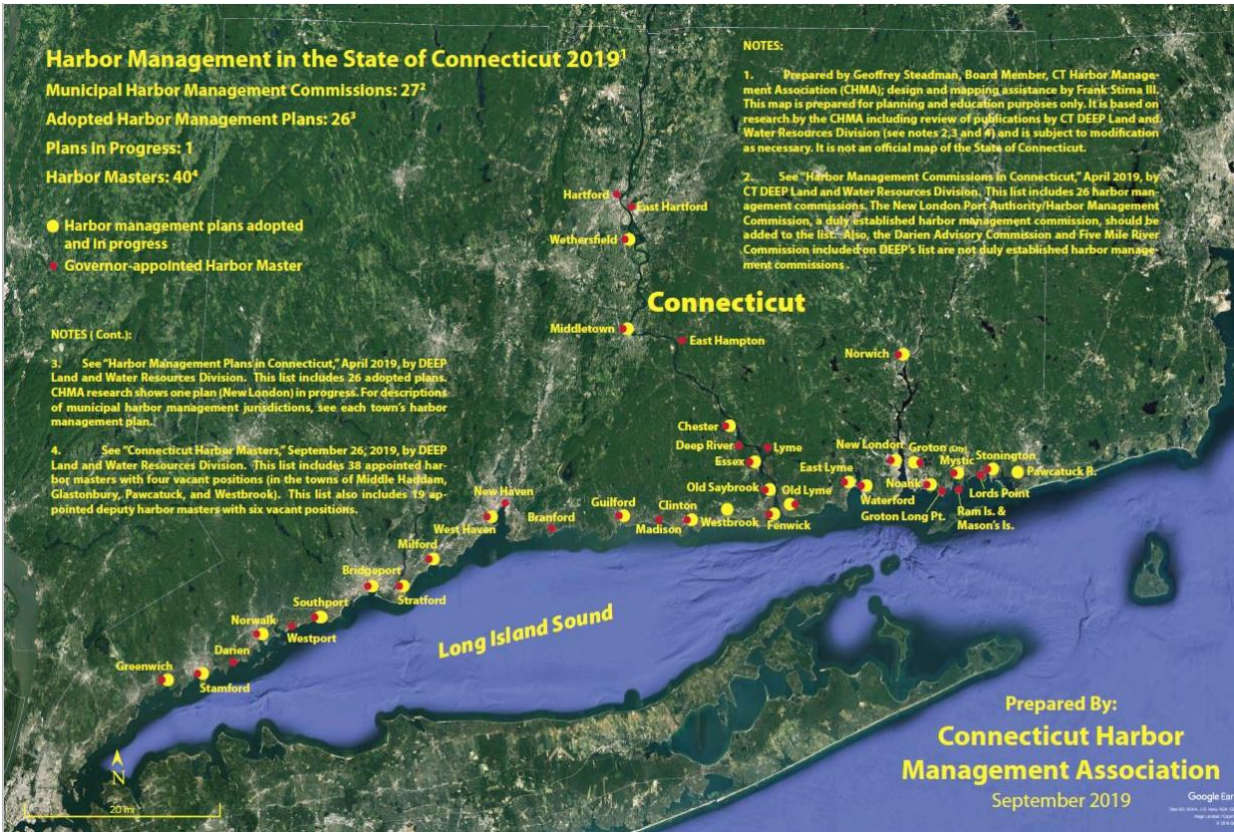 Harbor Management in the State of Connecticut 2019¹
Municipal Harbor Management Commissions: 27²
Adopted Harbor Management Plans: 26³
Plans in Progress: 1
Harbor Masters: 40⁴
Harbor management plans adopted
and in progress
Governor-appointed Harbor Master
NOTES:
1. Prepared by Geoffrey Steadman, Board Member, CT Harbor Manage-
ment Association (CHMA); design and mapping assistance by Frank Stirna III.
This map is prepared for planning and education purposes only. It is based on
research by the CHMA including review of publications by CT DEEP Land and
Water Resources Division (see notes 2,3 and 4) and is subject to modification
as necessary. It is not an official map of the State of Connecticut.
2. See "Harbor Management Commissions in Connecticut," April 2019, by
CT DEEP Land and Water Resources Division. This list includes 26 harbor man-
agement commissions. The New London Port Authority/Harbor Management
Commission, a duly established harbor management commission, should be
added to the list. Also, the Darien Advisory Commission and Five Mile River
Commission included on DEEP's list are not duly established harbor manage-
ment commissions .
NOTES ( Cont.):
3. See "Harbor Management Plans in Connecticut," April 2019, by DEEP
Land and Water Resources Division. This list includes 26 adopted plans.
CHMA research shows one plan (New London) in progress. For descriptions
of municipal harbor management jurisdictions, see each town's harbor
management plan.
4. See "Connecticut Harbor Masters," September 26, 2019, by DEEP
Land and Water Resources Division. This list includes 38 appointed har-
bor masters with four vacant positions (in the towns of Middle Haddam,
Glastonbury, Pawcatuck, and Westbrook). This list also includes 19 ap-
pointed deputy harbor masters with six vacant positions.
Hartford
East Hartford
Wethersfield
Connecticut
Middletown
East Hampton
Norwich
Chester
Deep River
Lyme
Essex
New London
Groton (City)
Mystic
Stonington
Pawcatuck R.
East Lyme
Old Saybrook
Old Lyme
Waterford
Noank
Lords Point
Groton Long Pt.
Ram Is. &
Mason's Is.
New Haven
West Haven
Branford
Guilford
Madison
Clinton
Westbrook
Fenwick
Milford
Bridgeport
Stratford
Southport
Norwalk
Westport
Darien
Greenwich
Stamford
Long Island Sound
N
20 mi
Prepared By:
Connecticut Harbor
Management Association
September 2019
Google Ear